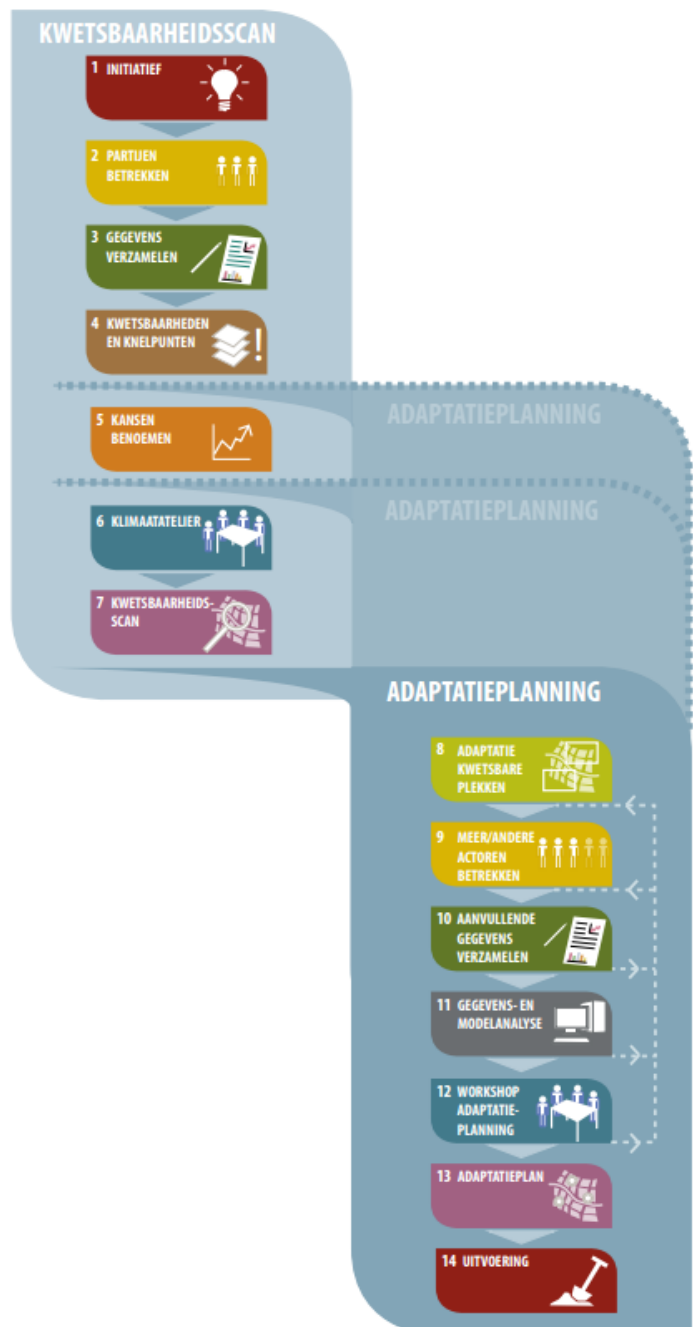 KWETSBAARHEIDSSCAN
1 INITIATIEF
2 PARTIJEN
BETREKKEN
3 GEGEVENS
VERZAMELEN
4 KWETSBAARHEDEN
EN KNELPUNTEN
ADAPTATIEPLANNING
5 KANSEN
BENOEMEN
ADAPTATIEPLANNING
6 KLIMAATATELIER
7 KWETSBAARHEIDS-
SCAN
ADAPTATIEPLANNING
8 ADAPTATIE
KWETSBARE
PLEKKEN
9 MEER/ANDERE
ACTOREN
BETREKKEN
10 AANVULLENDE
GEGEVENS
VERZAMELEN
11 GEGEVENS- EN
MODELANALYSE
12 WORKSHOP
ADAPTATIE-
PLANNING
13 ADAPTATIEPLAN
14 UITVOERING